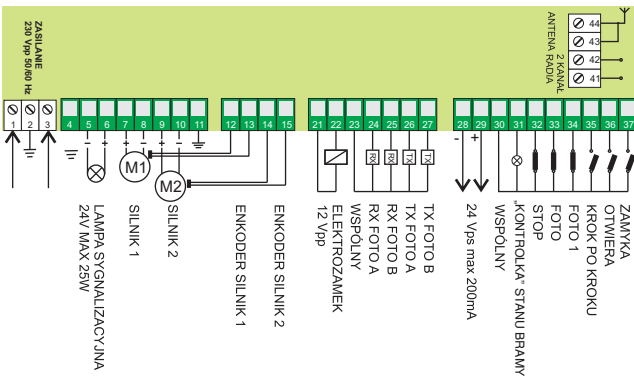 ZASILANIE
230 Vpp 50/60 Hz
ANTENA RADIA
2 KANAŁ
44
43
42
41
1 2 3
4 5 6 7 8 9 10 11
12 13 14 15
21 22 23 24 25 26 27
28 29 30 31 32 33 34 35 36 37
- + + - + -
- +
M1
M2
RX RX TX TX
LAMPA SYGNALIZACYJNA
24V MAX 25W
SILNIK 1
SILNIK 2
ENKODER SILNIK 1
ENKODER SILNIK 2
ELEKTROZAMEK
12 Vpp
WSPÓLNY
RX FOTO A
RX FOTO B
TX FOTO A
TX FOTO B
24 Vps max 200mA
WSPÓLNY
„KONTROLKA" STANU BRAMY
STOP
FOTO
FOTO 1
KROK PO KROKU
OTWIERA
ZAMYKA